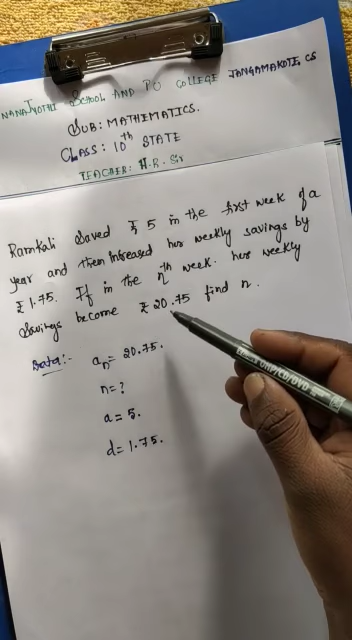 NANAJYOTHI SCHOOL AND PU COLLEGE JANGAMAKOTE, CS
SUB: MATHEMATICS.
CLASS: 10th STATE
TEACHER: H.R. Sir
Ramkali saved ₹ 5 in the first week of a
year and then increased her weekly savings by
₹ 1.75. If in the nth week. her weekly
Savings become ₹ 20.75 find n.
Data:-
an = 20.75.
n = ?
a = 5.
d = 1.75.